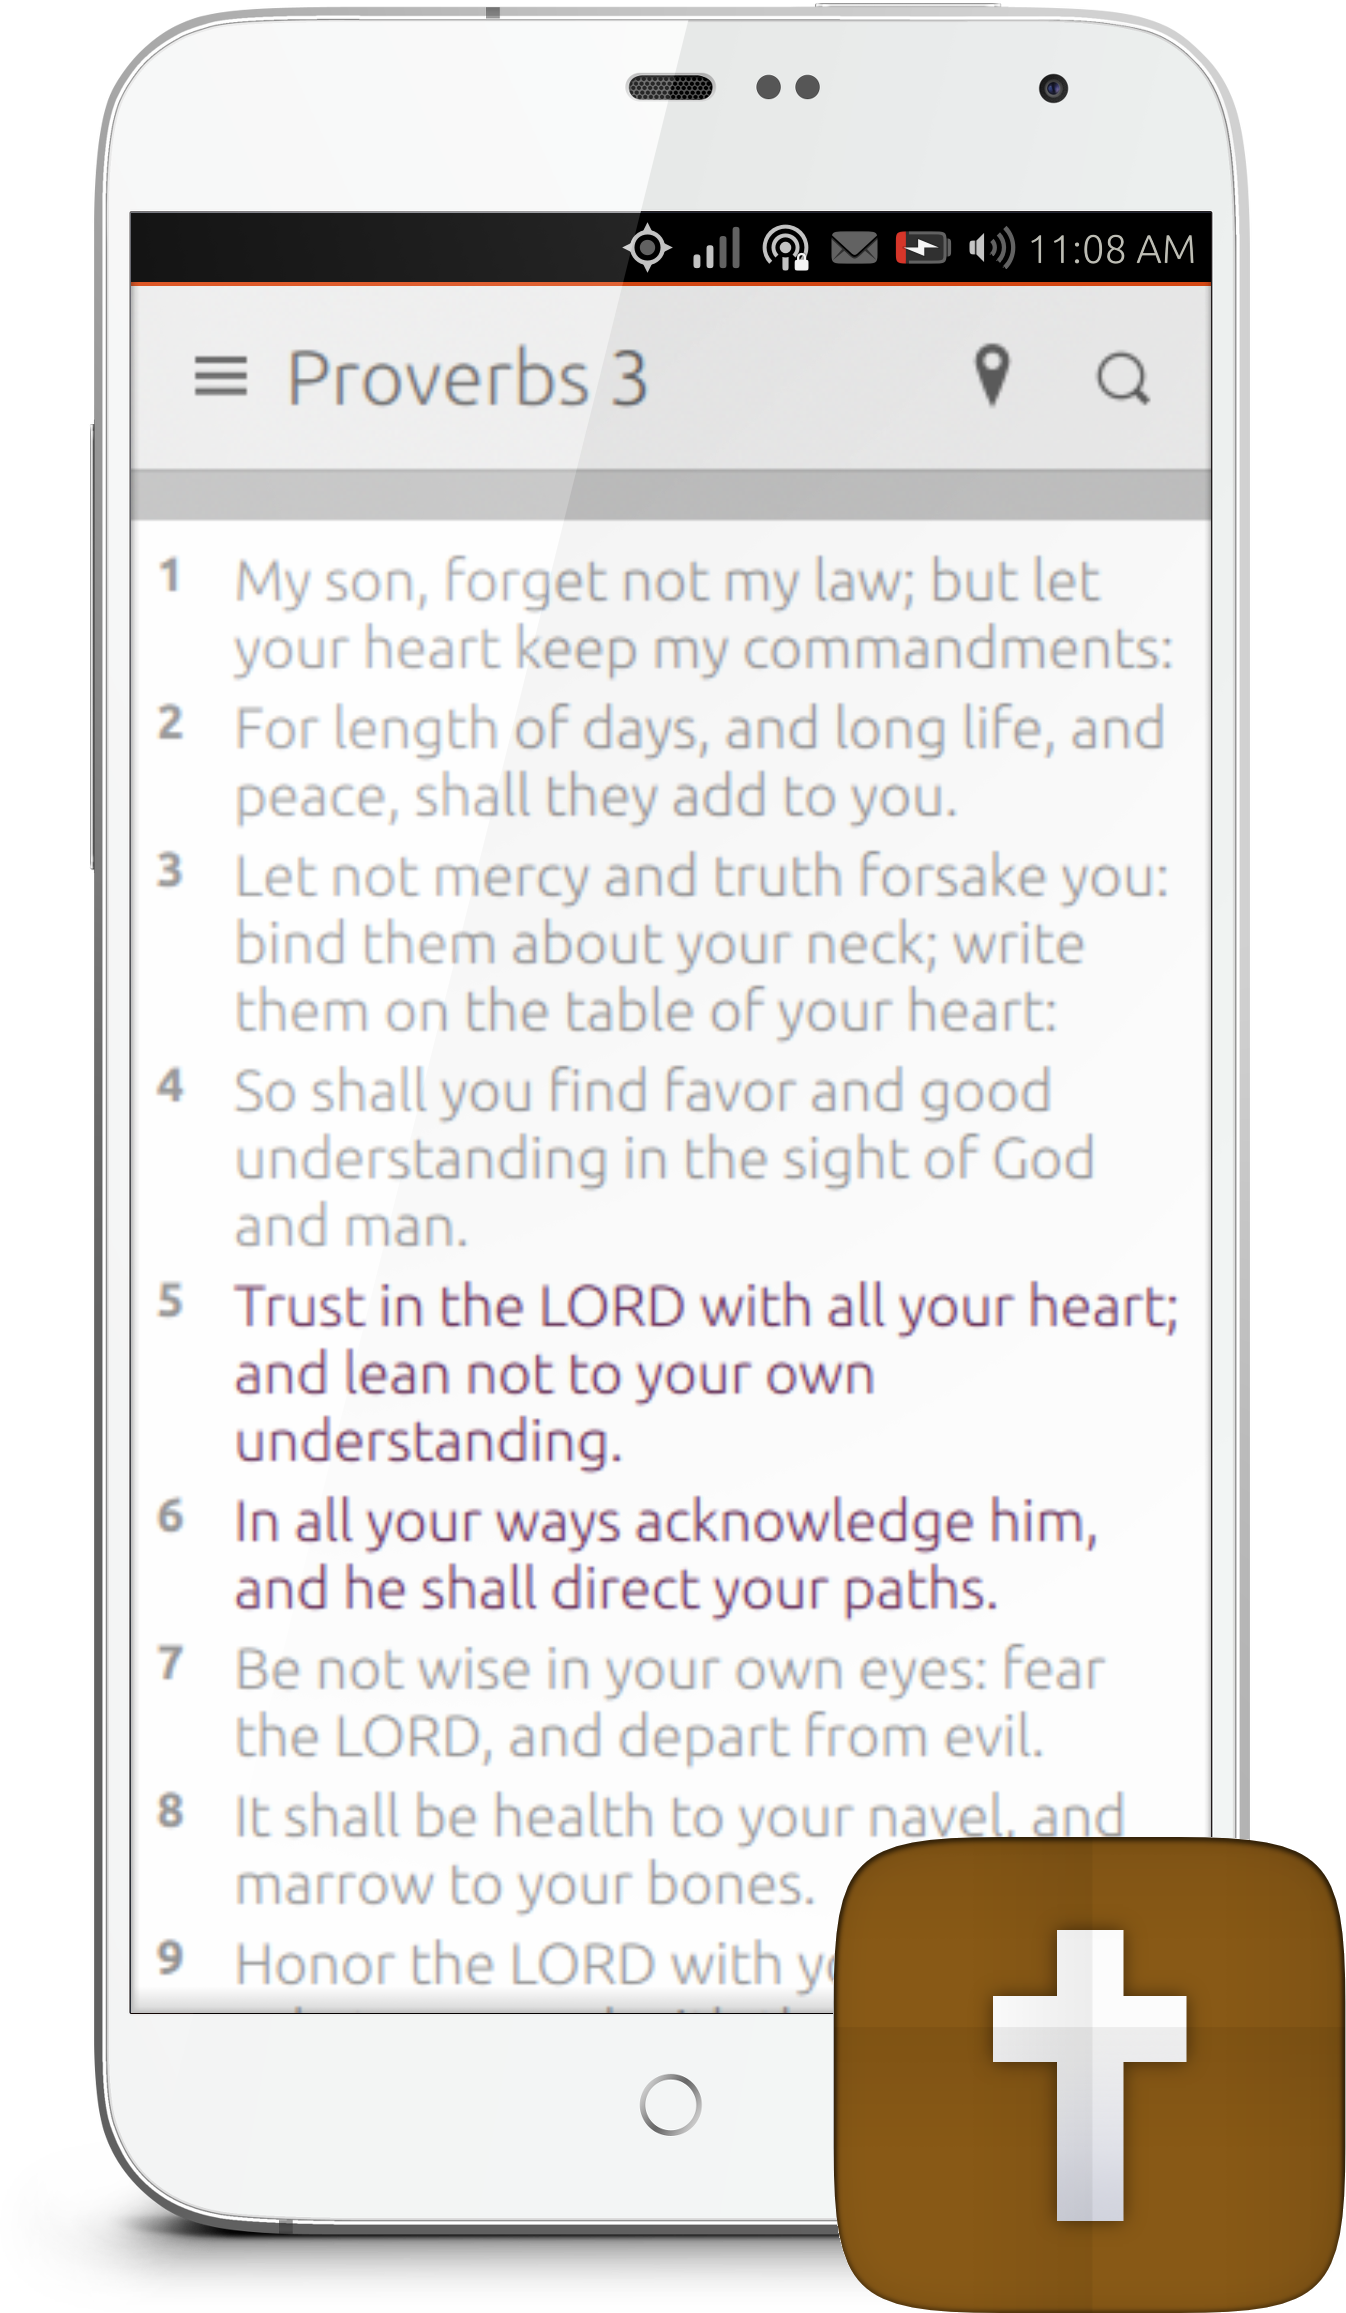 11:08 AM
Proverbs 3
1 My son, forget not my law; but let
your heart keep my commandments:
2 For length of days, and long life, and
peace, shall they add to you.
3 Let not mercy and truth forsake you:
bind them about your neck; write
them on the table of your heart:
4 So shall you find favor and good
understanding in the sight of God
and man.
5 Trust in the LORD with all your heart;
and lean not to your own
understanding.
6 In all your ways acknowledge him,
and he shall direct your paths.
7 Be not wise in your own eyes: fear
the LORD, and depart from evil.
8 It shall be health to your navel, and
marrow to your bones.
9 Honor the LORD with